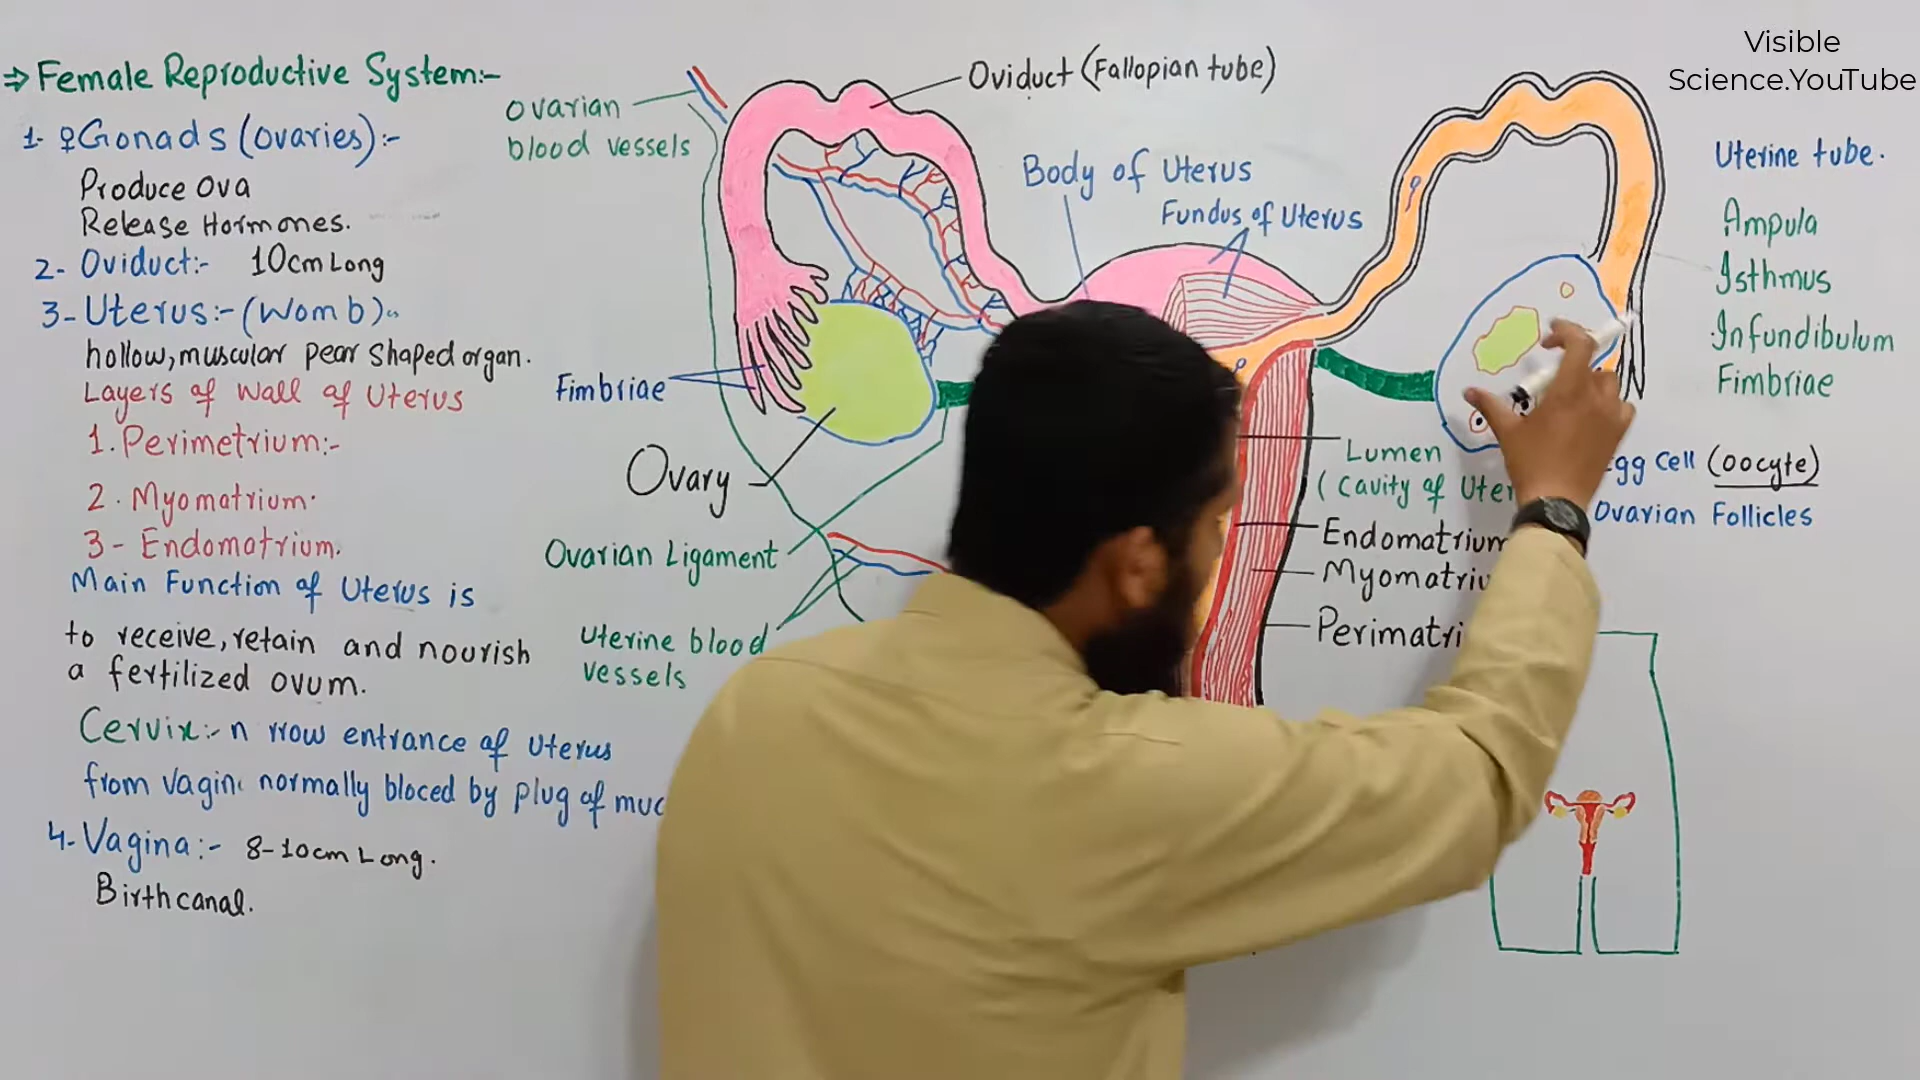 Visible
Science.YouTube
⇒ Female Reproductive System:-
1- ♀Gonads (ovaries):-
Produce Ova
Release Hormones.
2- Oviduct:- 10cm Long
3- Uterus:- (Womb)-
hollow, muscular pear shaped organ.
Layers of Wall of Uterus
1. Perimetrium:-
2. Myomatrium.
3- Endomatrium.
Main Function of Uterus is
to receive, retain and nourish
a fertilized ovum.
Cervix:- n rrow entrance of Uterus
from vagin normally bloced by plug of muc
4- Vagina:- 8-10cm Long.
Birth canal.
ovarian
blood vessels
Oviduct (Fallopian tube)
Body of Uterus
Fundus of Uterus
Fimbriae
Ovary
Ovarian Ligament
Uterine blood
vessels
Lumen
(Cavity of Uter
Endomatrium
Myomatriu
Perimatri
Uterine tube.
Ampula
Isthmus
Infundibulum
Fimbriae
gg Cell (oocyte)
Ovarian Follicles